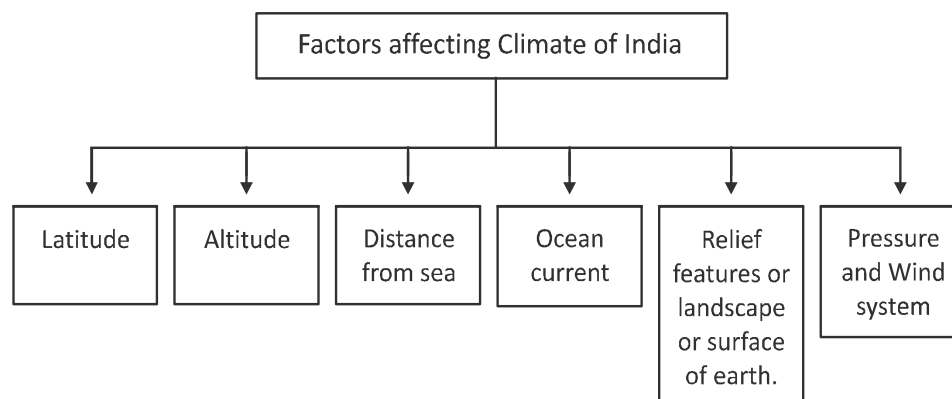 Factors affecting Climate of India
Latitude
Altitude
Distance
from sea
Ocean
current
Relief
features or
landscape
or surface
of earth.
Pressure
and Wind
system